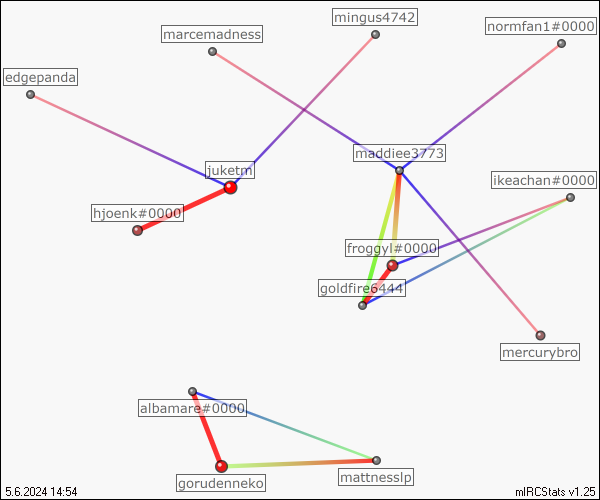 mingus4742
normfan1#0000
marcemadness
edgepanda
maddiee3773
juketm
ikeachan#0000
hjoenk#0000
froggyl#0000
goldfire6444
mercurybro
albamare#0000
mattnesslp
gorudenneko
5.6.2024 14:54
mIRCStats v1.25